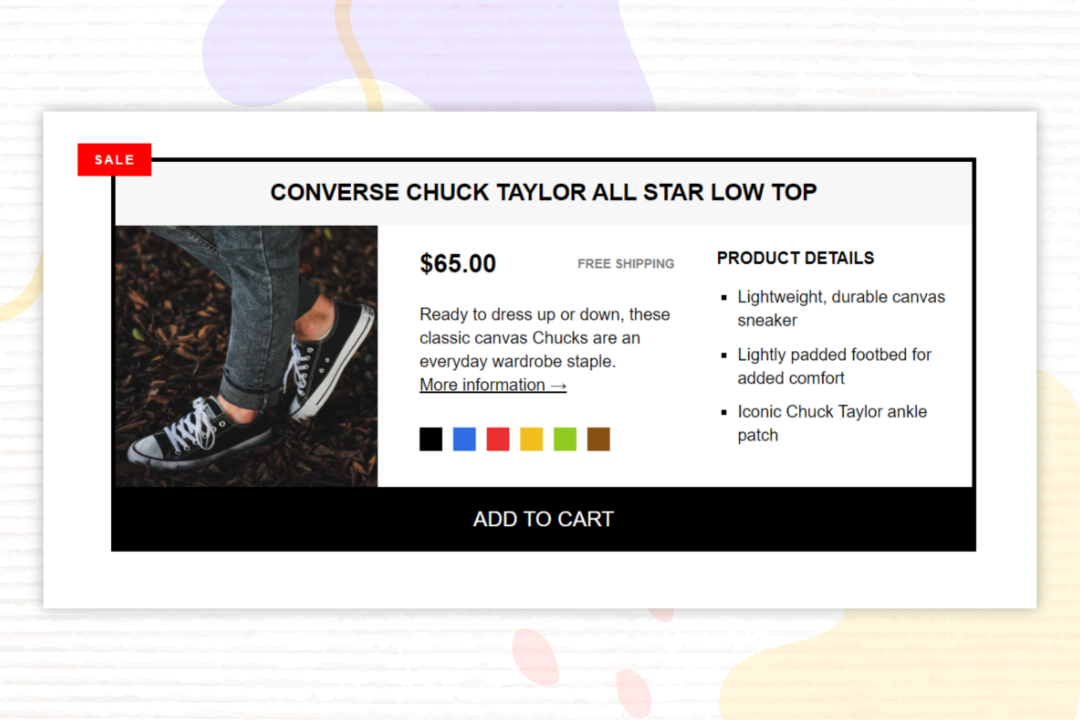 SALE
CONVERSE CHUCK TAYLOR ALL STAR LOW TOP
$65.00
FREE SHIPPING
Ready to dress up or down, these
classic canvas Chucks are an
everyday wardrobe staple.
More information →
PRODUCT DETAILS
▪ Lightweight, durable canvas
sneaker
▪ Lightly padded footbed for
added comfort
▪ Iconic Chuck Taylor ankle
patch
ADD TO CART